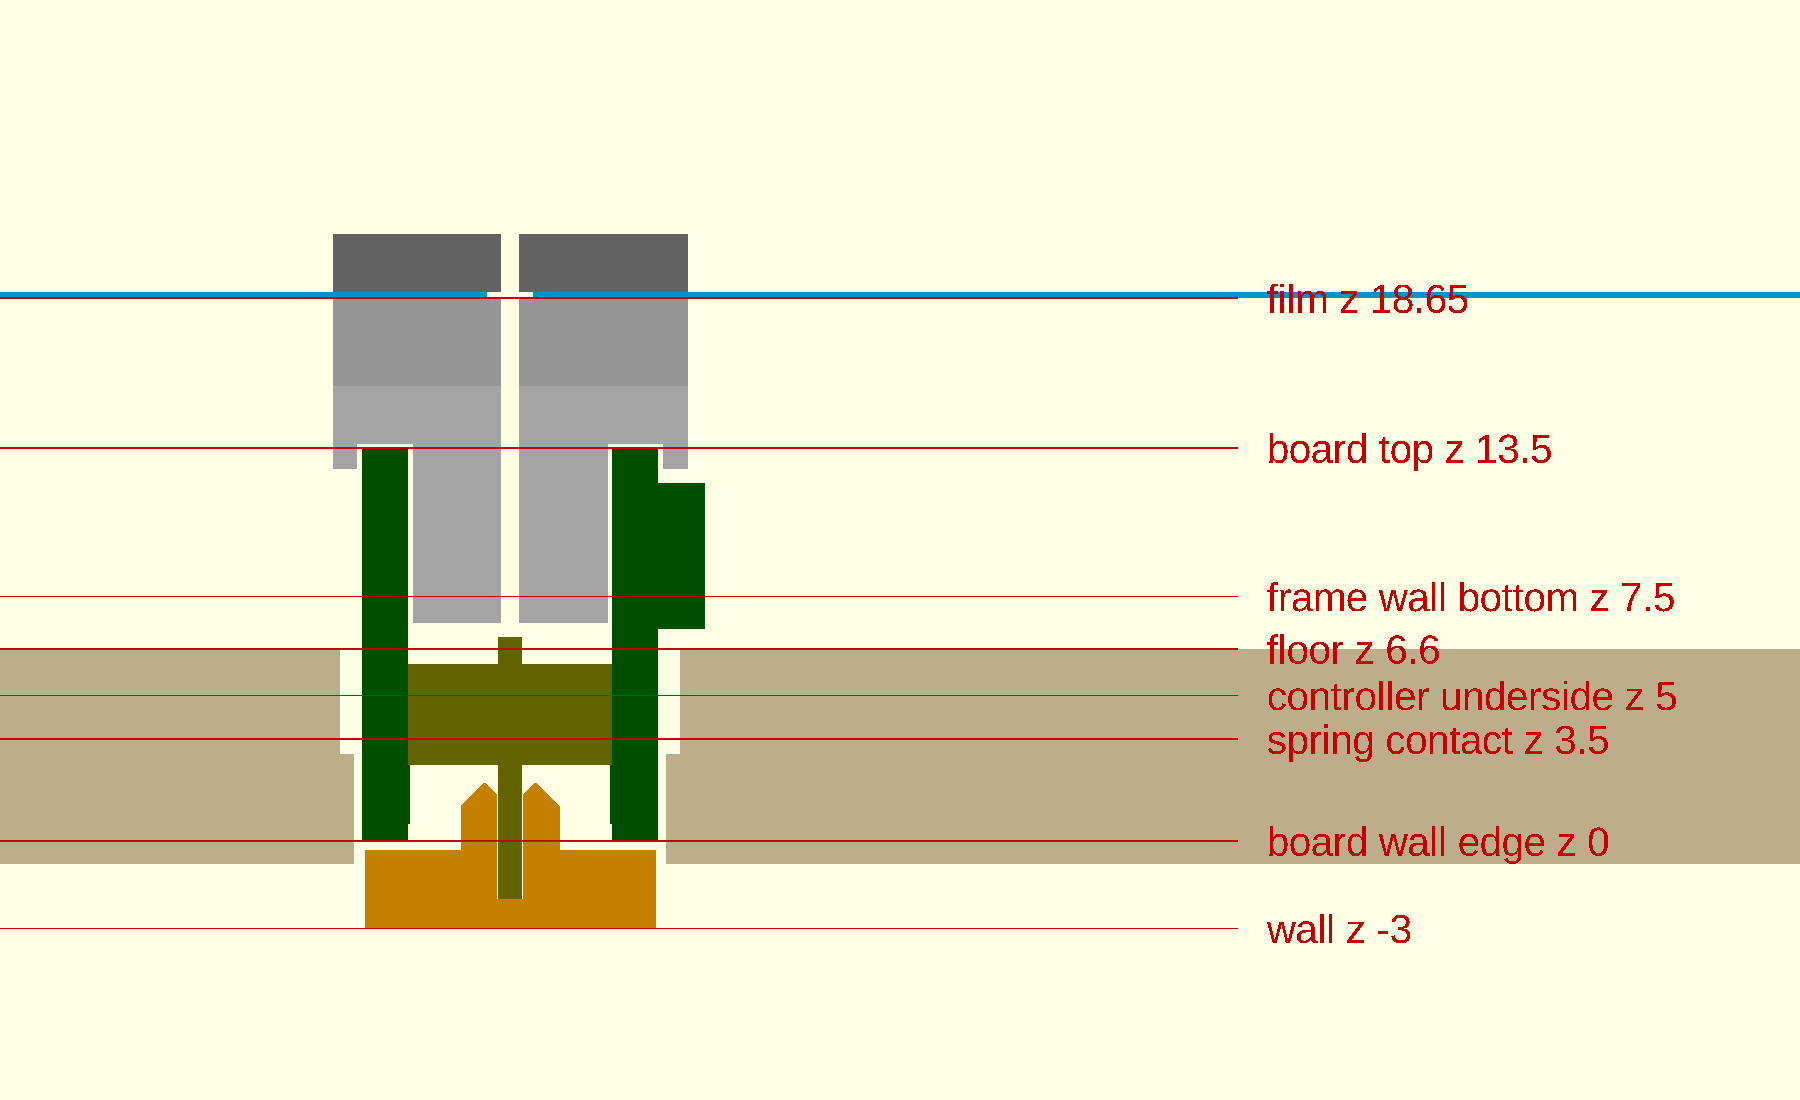 film z 18.65
board top z 13.5
frame wall bottom z 7.5
floor z 6.6
controller underside z 5
spring contact z 3.5
board wall edge z 0
wall z -3